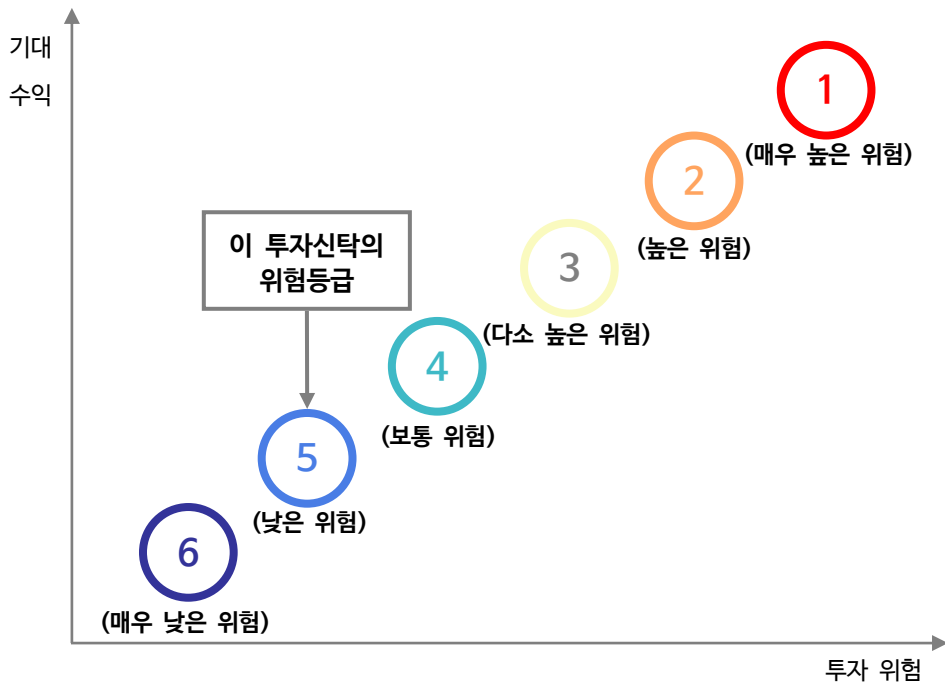 기대
수익
1
(매우 높은 위험)
2
(높은 위험)
이 투자신탁의
위험등급
3
(다소 높은 위험)
4
(보통 위험)
5
(낮은 위험)
6
(매우 낮은 위험)
투자 위험